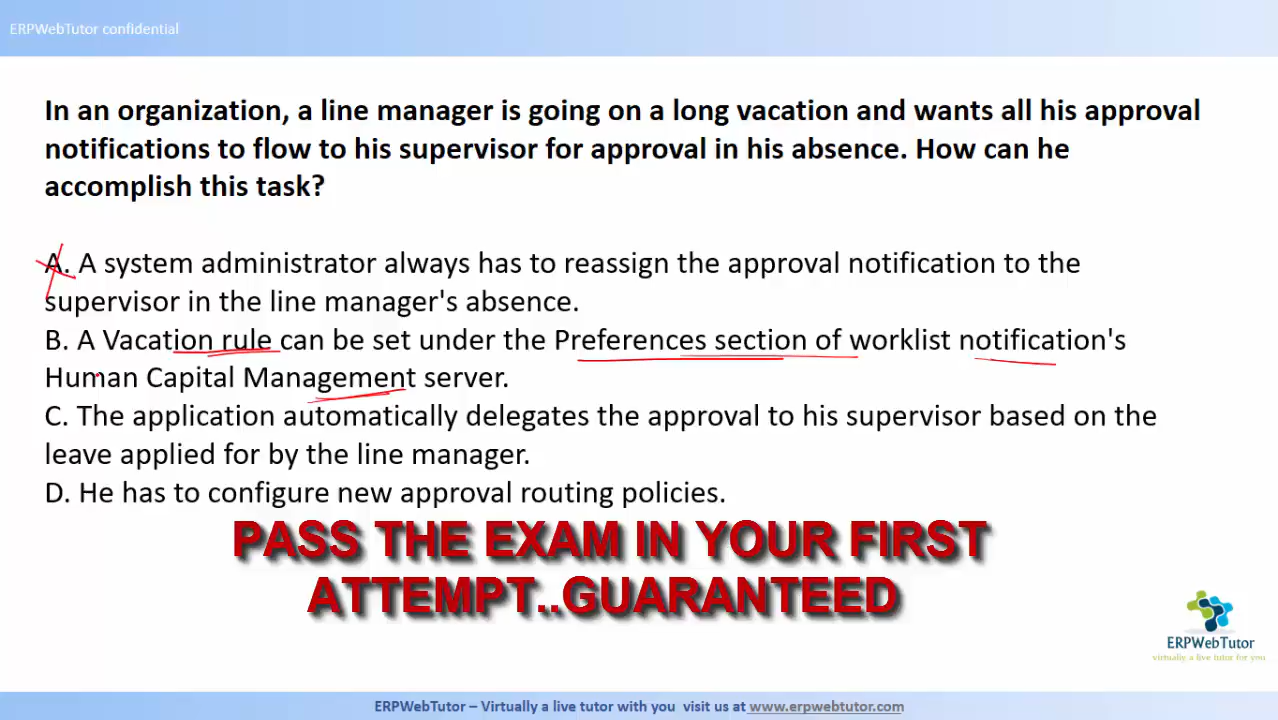 ERPWebTutor confidential
In an organization, a line manager is going on a long vacation and wants all his approval
notifications to flow to his supervisor for approval in his absence. How can he
accomplish this task?
A. A system administrator always has to reassign the approval notification to the
supervisor in the line manager's absence.
B. A Vacation rule can be set under the Preferences section of worklist notification's
Human Capital Management server.
C. The application automatically delegates the approval to his supervisor based on the
leave applied for by the line manager.
D. He has to configure new approval routing policies.
PASS THE EXAM IN YOUR FIRST
ATTEMPT..GUARANTEED
ERPWebTutor
virtually a live tutor for you
ERPWebTutor – Virtually a live tutor with you visit us at www.erpwebtutor.com